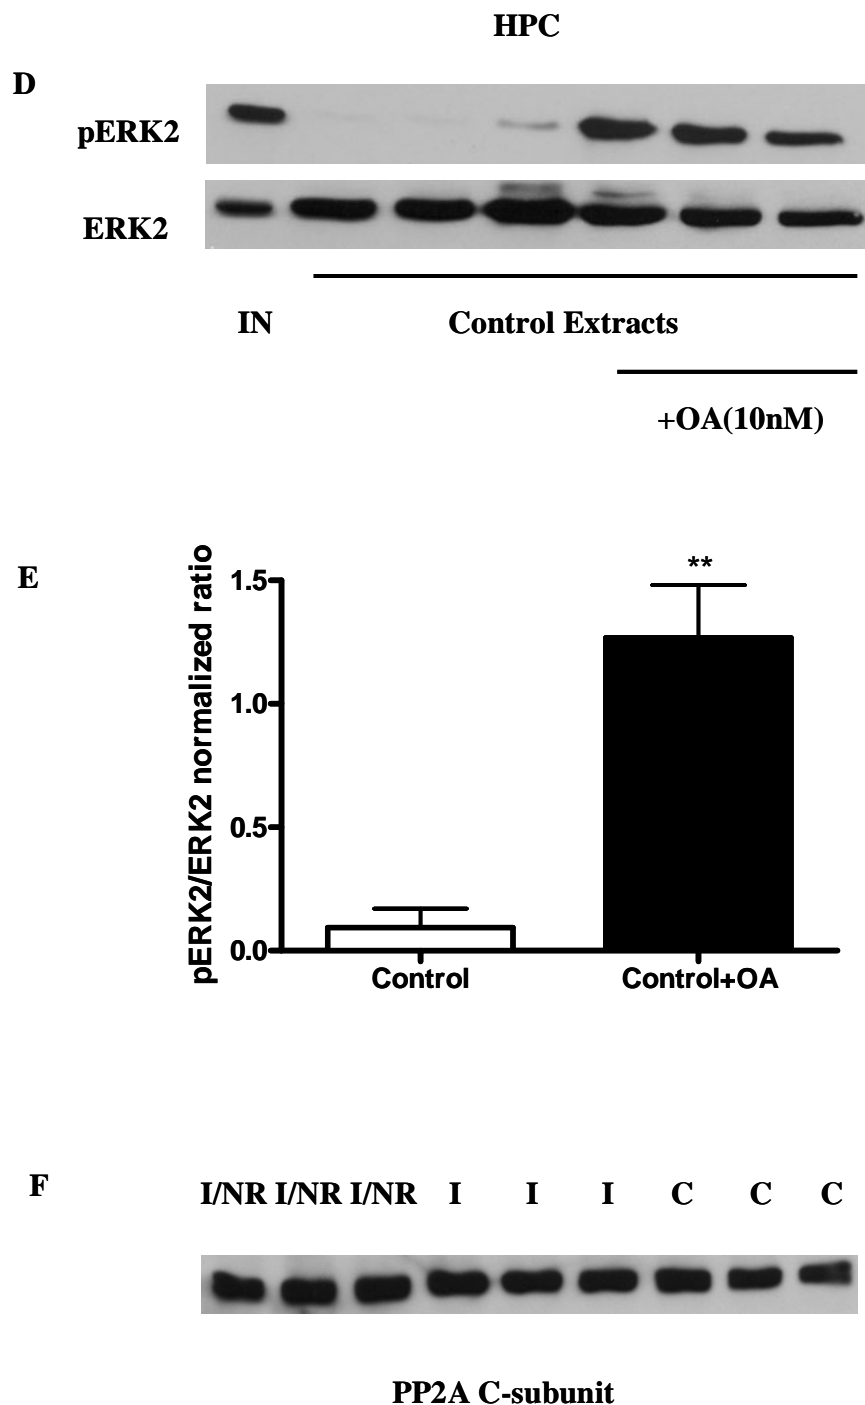 HPC
D
pERK2
ERK2
IN Control Extracts
+OA(10nM)
E
pERK2/ERK2 normalized ratio
**
1.5
1.0
0.5
0.0
Control Control+OA
F
I/NR I/NR I/NR I I I C C C
PP2A C-subunit